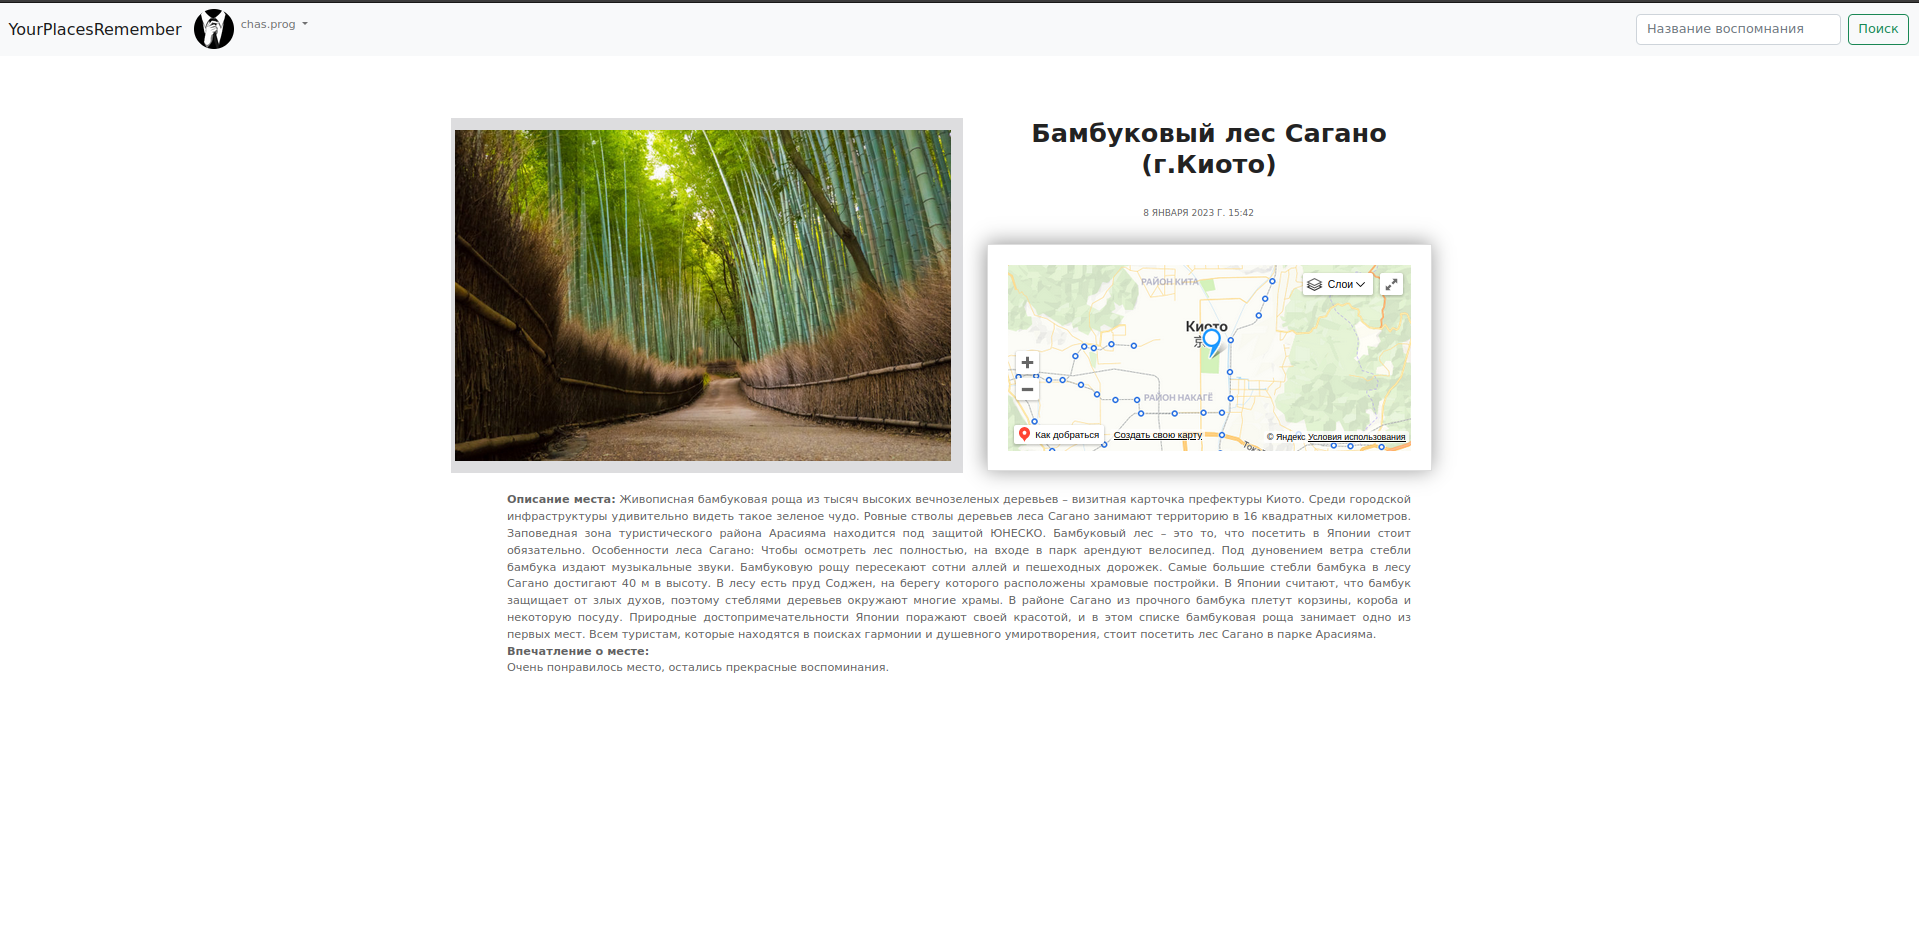 YourPlacesRemember
chas.prog
Название воспомнания
Поиск
Бамбуковый лес Сагано
(г.Киото)
8 ЯНВАРЯ 2023 Г. 15:42
РАЙОН КИТА
Слои
Киото
京
РАЙОН НАКАГЁ
Как добраться
Создать свою карту
© Яндекс Условия использования
Описание места: Живописная бамбуковая роща из тысяч высоких вечнозеленых деревьев – визитная карточка префектуры Киото. Среди городской
инфраструктуры удивительно видеть такое зеленое чудо. Ровные стволы деревьев леса Сагано занимают территорию в 16 квадратных километров.
Заповедная зона туристического района Арасияма находится под защитой ЮНЕСКО. Бамбуковый лес – это то, что посетить в Японии стоит
обязательно. Особенности леса Сагано: Чтобы осмотреть лес полностью, на входе в парк арендуют велосипед. Под дуновением ветра стебли
бамбука издают музыкальные звуки. Бамбуковую рощу пересекают сотни аллей и пешеходных дорожек. Самые большие стебли бамбука в лесу
Сагано достигают 40 м в высоту. В лесу есть пруд Соджен, на берегу которого расположены храмовые постройки. В Японии считают, что бамбук
защищает от злых духов, поэтому стеблями деревьев окружают многие храмы. В районе Сагано из прочного бамбука плетут корзины, короба и
некоторую посуду. Природные достопримечательности Японии поражают своей красотой, и в этом списке бамбуковая роща занимает одно из
первых мест. Всем туристам, которые находятся в поисках гармонии и душевного умиротворения, стоит посетить лес Сагано в парке Арасияма.
Впечатление о месте:
Очень понравилось место, остались прекрасные воспоминания.